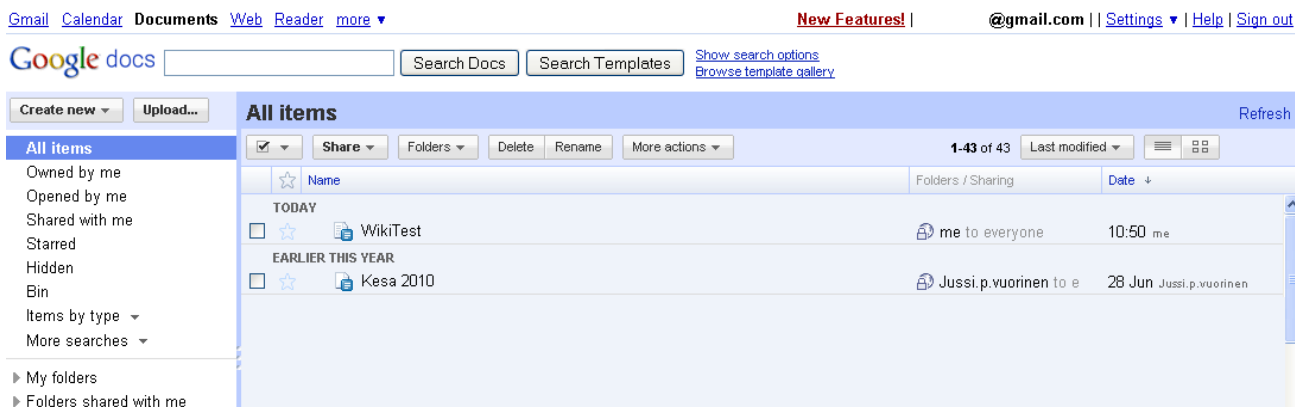 Gmail Calendar Documents Web Reader more ▼ New Features! | @gmail.com | | Settings ▼ | Help | Sign out
Google docs Search Docs Search Templates Show search options
Browse template gallery
Create new Upload... All items Refresh
All items Share Folders Delete Rename More actions 1-43 of 43 Last modified
Owned by me Name Folders / Sharing Date ↓
Opened by me
Shared with me TODAY
WikiTest me to everyone 10:50 me
Starred
Hidden EARLIER THIS YEAR
Bin Kesa 2010 Jussi.p.vuorinen to e 28 Jun Jussi.p.vuorinen
Items by type
More searches
My folders
Folders shared with me